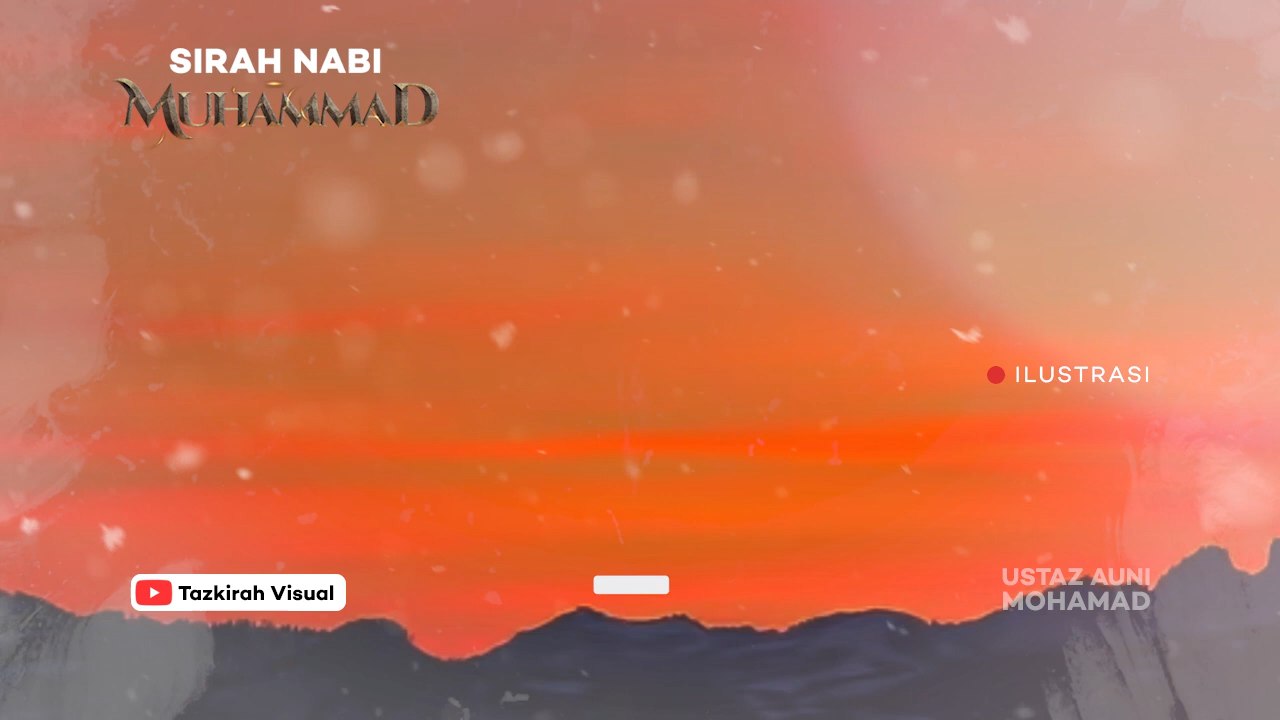 SIRAH NABI
MUHAMMAD
ILUSTRASI
Tazkirah Visual
USTAZ AUNI
MOHAMAD